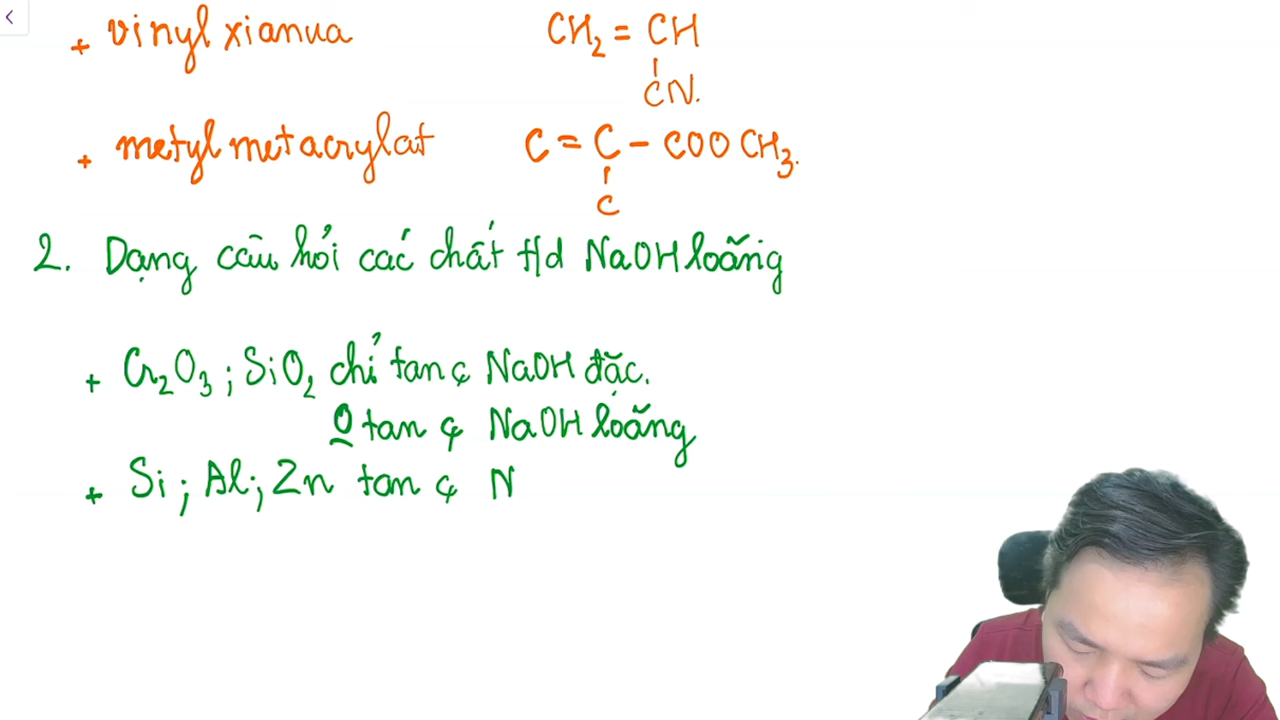 + vinyl xianua CH₂ = CH
CN.
+ metyl metacrylat C = C - COO CH₃.
C
2. Dạng câu hỏi các chất t/d NaOH loãng
+ Cr₂O₃ ; SiO₂ chỉ tan ç NaOH đặc.
0 tan ç NaOH loãng
+ Si ; Al ; Zn tan ç N